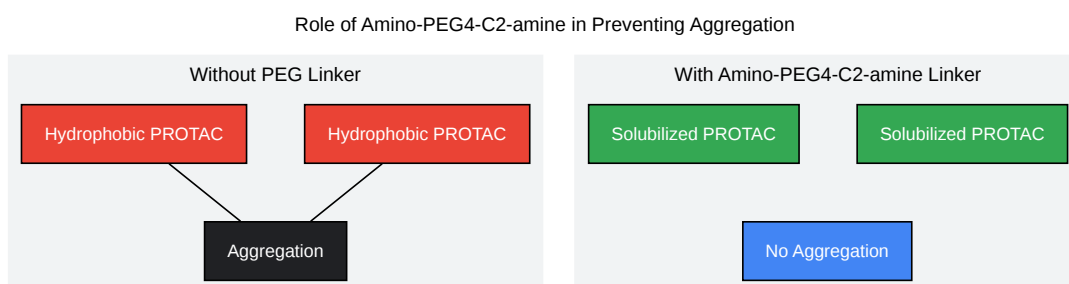 Role of Amino-PEG4-C2-amine in Preventing Aggregation
Without PEG Linker
Hydrophobic PROTAC
Hydrophobic PROTAC
Aggregation
With Amino-PEG4-C2-amine Linker
Solubilized PROTAC
Solubilized PROTAC
No Aggregation